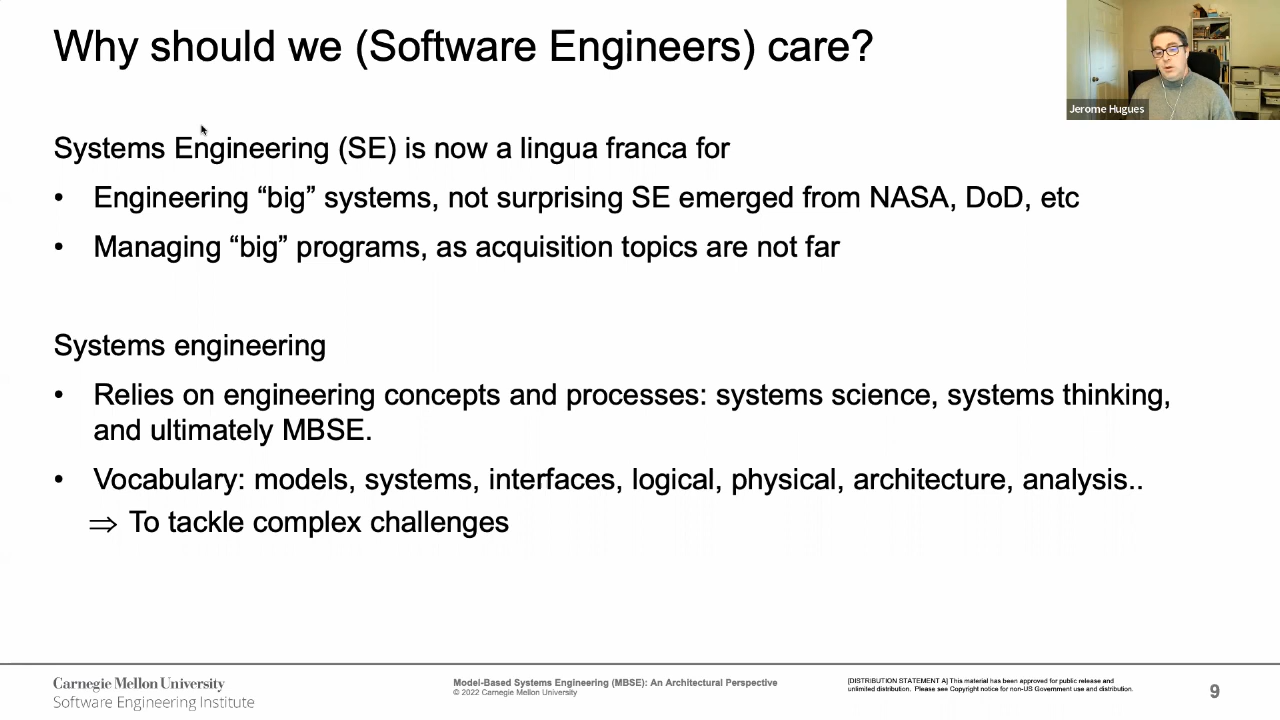 Why should we (Software Engineers) care?
Jerome Hugues
Systems Engineering (SE) is now a lingua franca for
• Engineering “big” systems, not surprising SE emerged from NASA, DoD, etc
• Managing “big” programs, as acquisition topics are not far
Systems engineering
• Relies on engineering concepts and processes: systems science, systems thinking,
and ultimately MBSE.
• Vocabulary: models, systems, interfaces, logical, physical, architecture, analysis..
⇒ To tackle complex challenges
Carnegie Mellon University
Software Engineering Institute
Model-Based Systems Engineering (MBSE): An Architectural Perspective
© 2022 Carnegie Mellon University
[DISTRIBUTION STATEMENT A] This material has been approved for public release and
unlimited distribution. Please see Copyright notice for non-US Government use and distribution.
9